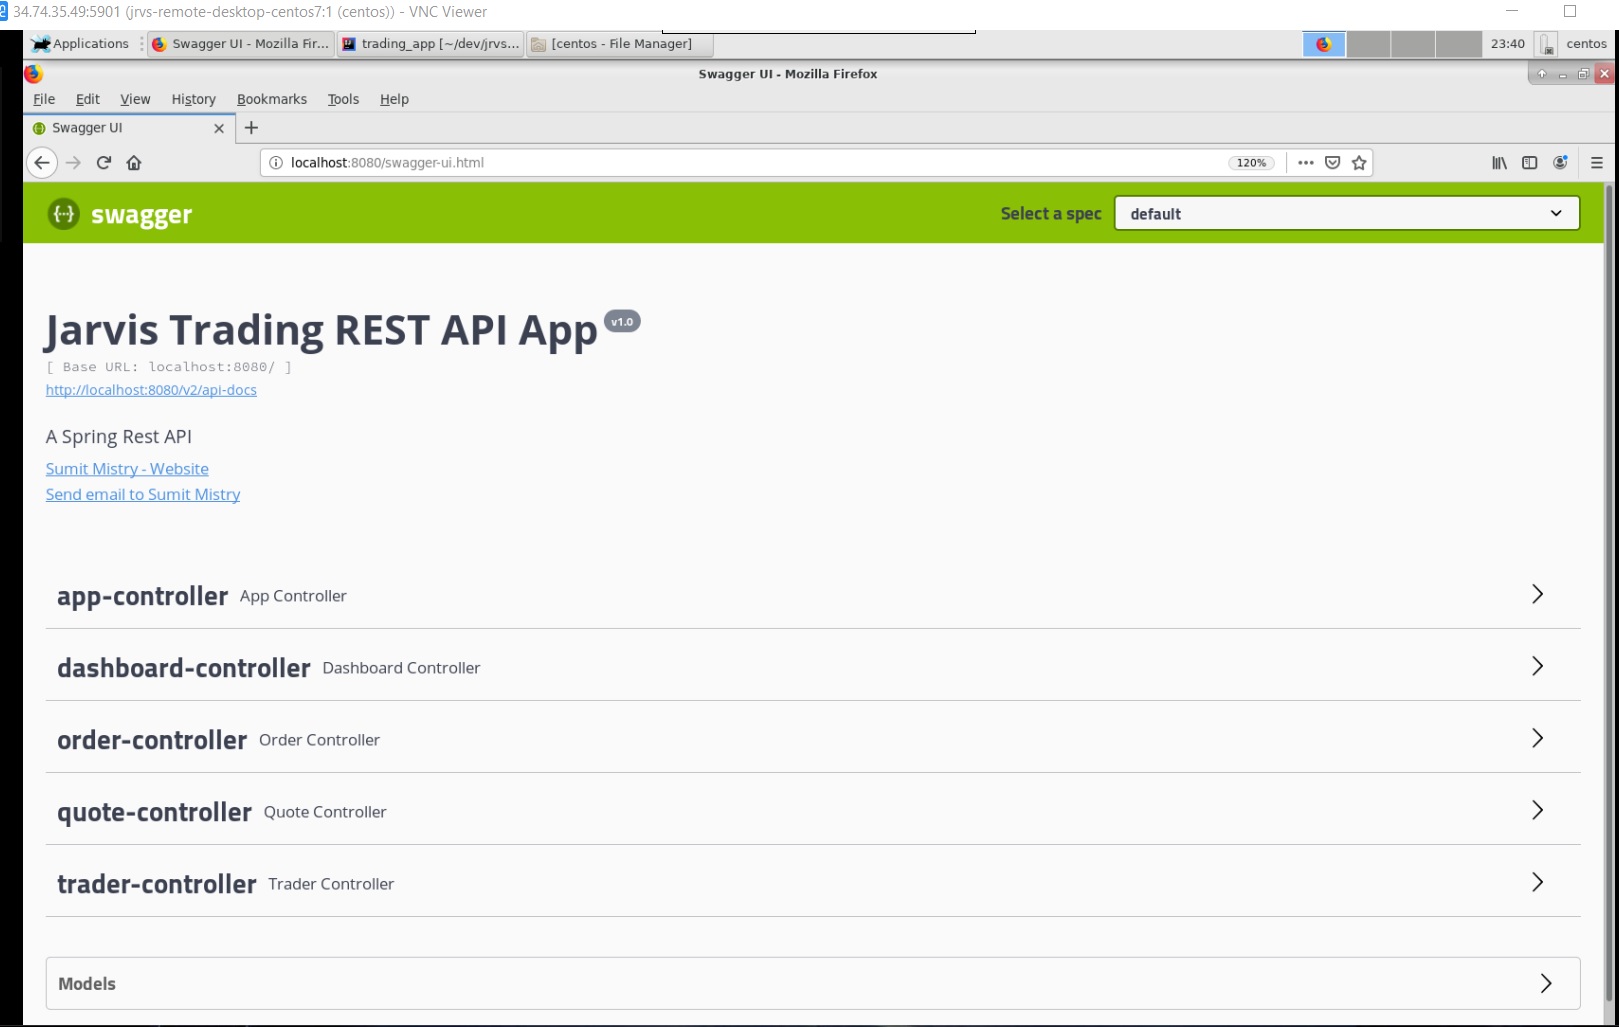 34.74.35.49:5901 (jrvs-remote-desktop-centos7:1 (centos)) - VNC Viewer
Applications Swagger UI - Mozilla Fir... trading_app [~/dev/jrvs... [centos - File Manager] 23:40 centos
Swagger UI - Mozilla Firefox
File Edit View History Bookmarks Tools Help
Swagger UI
localhost:8080/swagger-ui.html 120%
{···} swagger Select a spec default
Jarvis Trading REST API App v1.0
[ Base URL: localhost:8080/ ]
http://localhost:8080/v2/api-docs
A Spring Rest API
Sumit Mistry - Website
Send email to Sumit Mistry
app-controller App Controller
dashboard-controller Dashboard Controller
order-controller Order Controller
quote-controller Quote Controller
trader-controller Trader Controller
Models